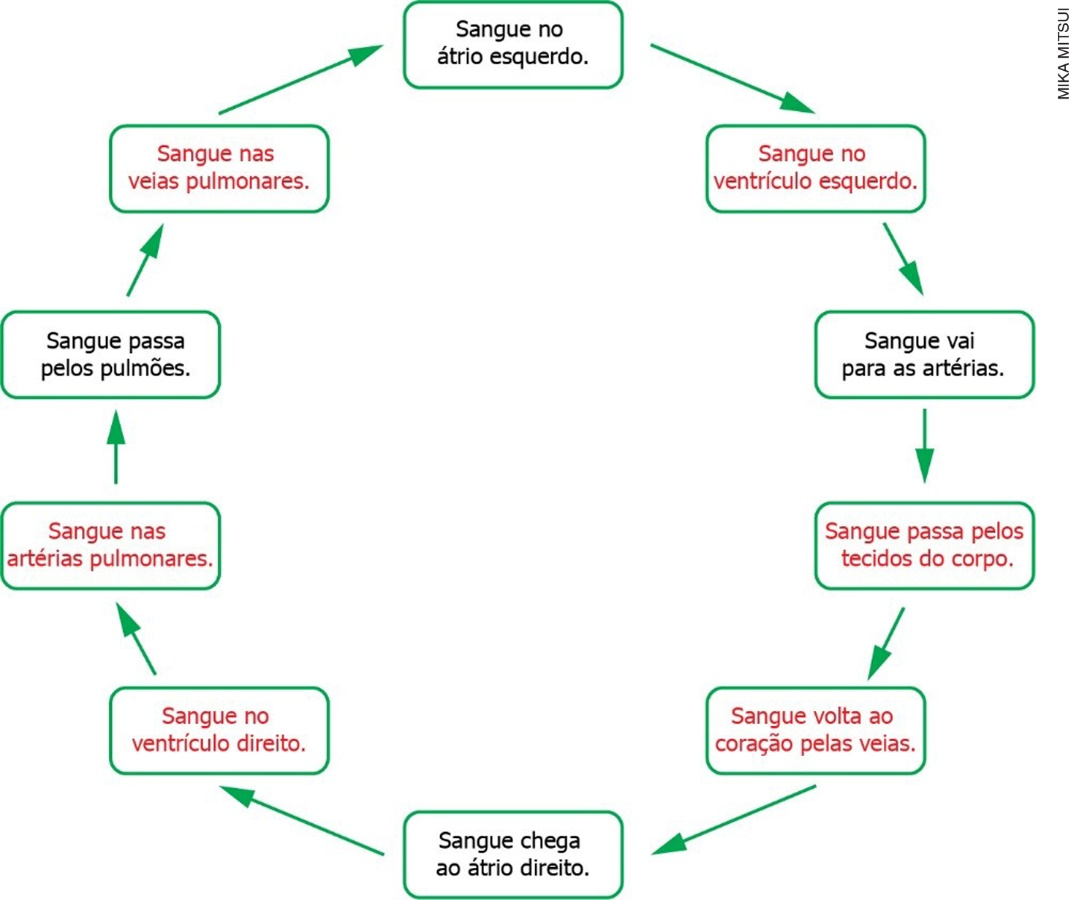 Sangue no
átrio esquerdo.
Sangue no
ventrículo esquerdo.
Sangue vai
para as artérias.
Sangue passa pelos
tecidos do corpo.
Sangue volta ao
coração pelas veias.
Sangue chega
ao átrio direito.
Sangue no
ventrículo direito.
Sangue nas
artérias pulmonares.
Sangue passa
pelos pulmões.
Sangue nas
veias pulmonares.
MIKA MITSUI